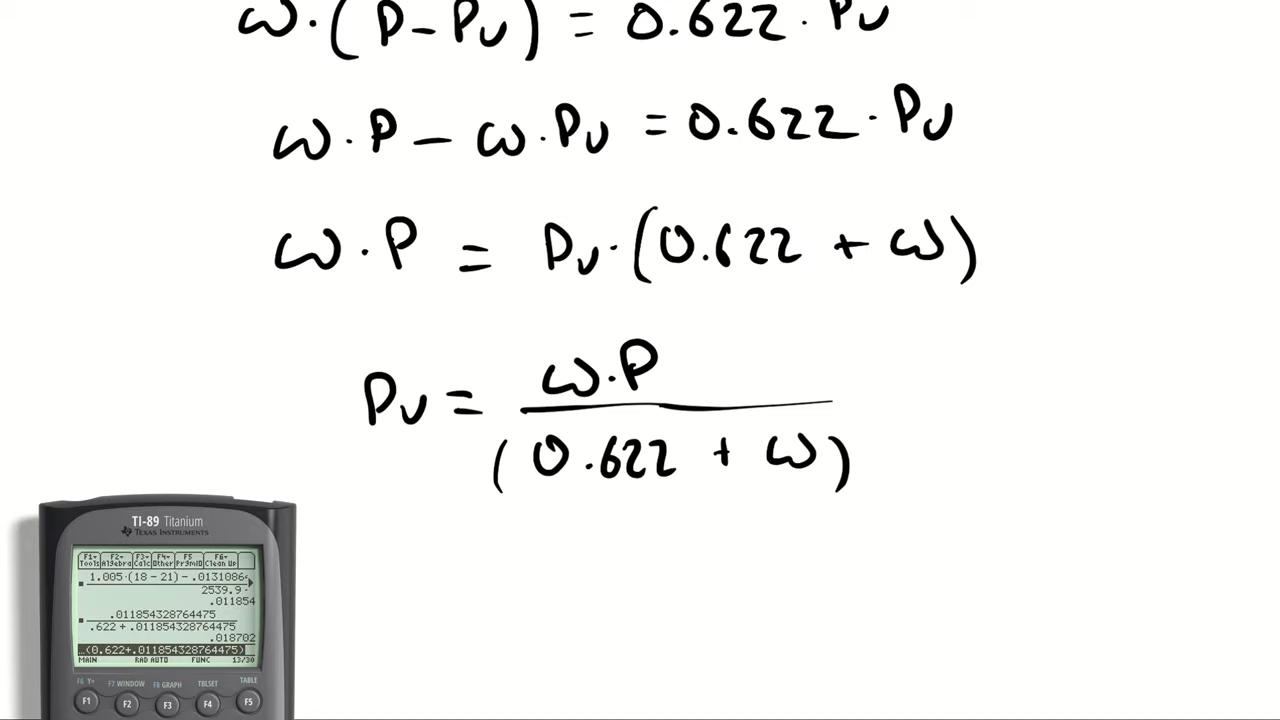 ω·(P-Pv) = 0.622·Pv
ω·P - ω·Pv = 0.622·Pv
ω·P = Pv·(0.622 + ω)
Pv = ω·P
(0.622 + ω)
TI-89 Titanium
TEXAS INSTRUMENTS
F1 F2 F3 F4 F5 F6
Tools Algebra Calc Other PrgmIO Clean Up
1.005·(18 - 21) - .0131086
2539.9·
.011854
.011854328764475
.622 + .011854328764475
.018702
…(0.622+.011854328764475)
MAIN RAD AUTO FUNC 13/30
F6 Y= F7 WINDOW F8 GRAPH TBLSET TABLE
F1 F2 F3 F4 F5